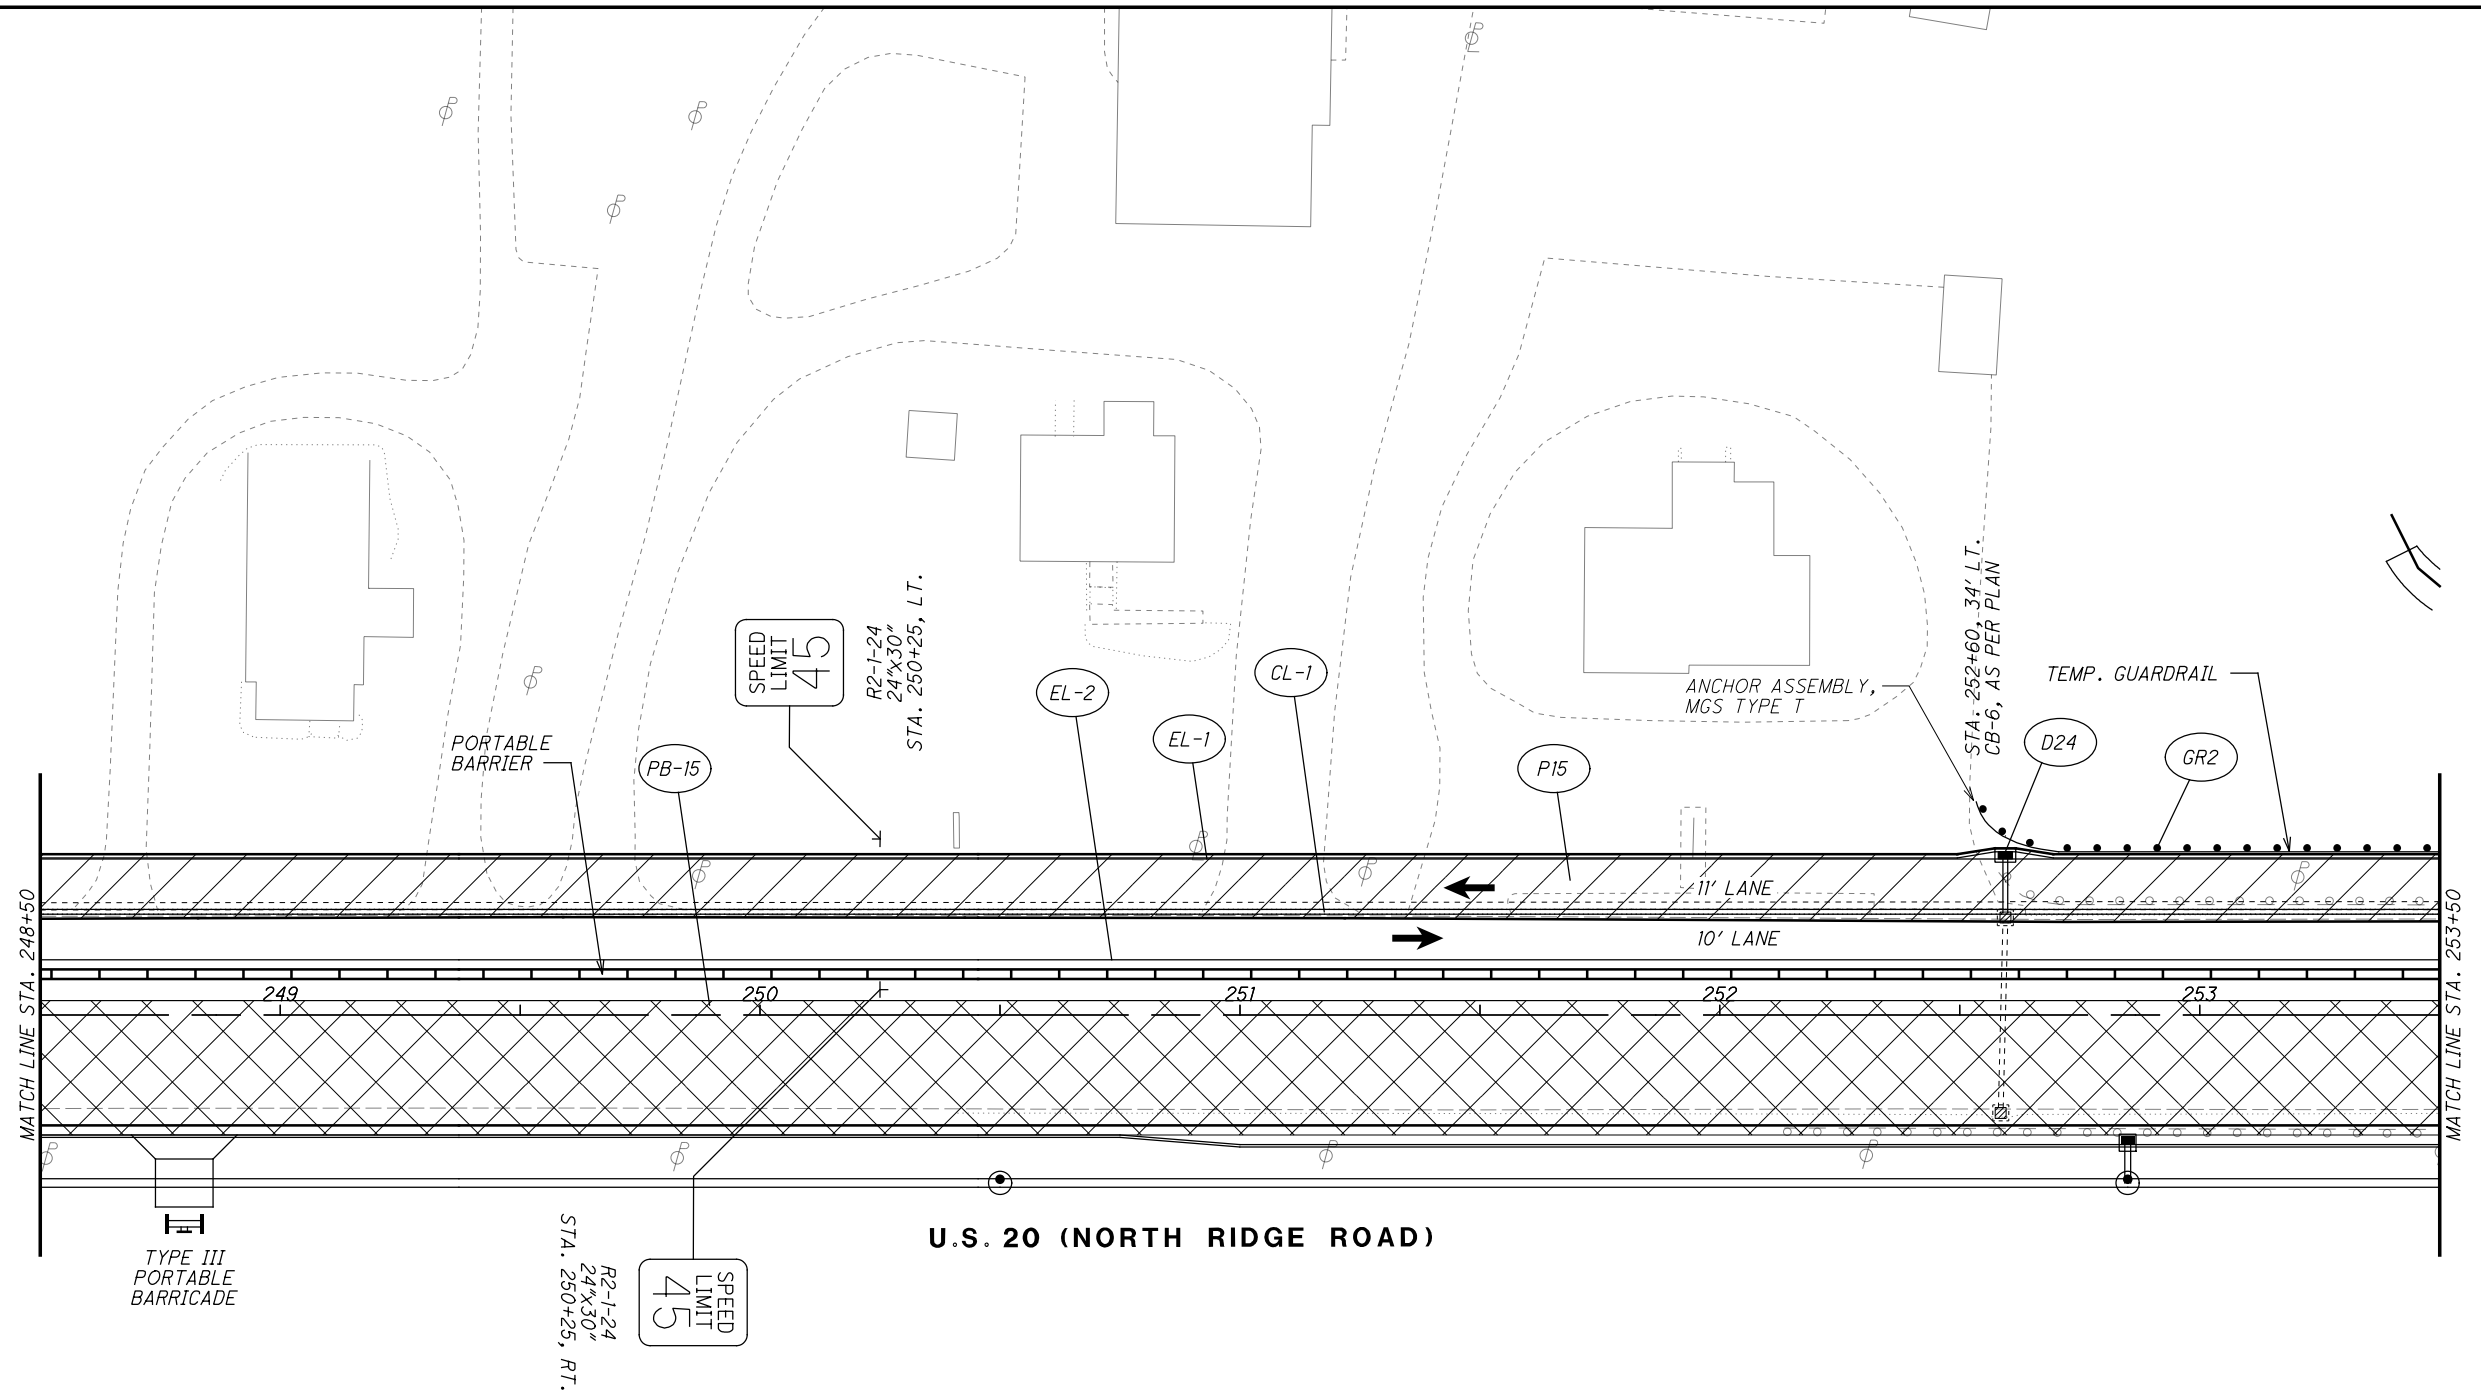 SPEED
LIMIT
45
R2-1-24
24"x30"
STA. 250+25, LT.
STA. 252+60, 34' LT.
CB-6, AS PER PLAN
CL-1
EL-2
EL-1
ANCHOR ASSEMBLY,
MGS TYPE T
TEMP. GUARDRAIL
PORTABLE
BARRIER
PB-15
P15
D24
GR2
11' LANE
10' LANE
MATCH LINE STA. 248+50
MATCH LINE STA. 253+50
249
250
251
252
253
U.S. 20 (NORTH RIDGE ROAD)
TYPE III
PORTABLE
BARRICADE
SPEED
LIMIT
45
R2-1-24
24"x30"
STA. 250+25, RT.
P
P
P
P
P
P
P
P
P
P
P
P
P